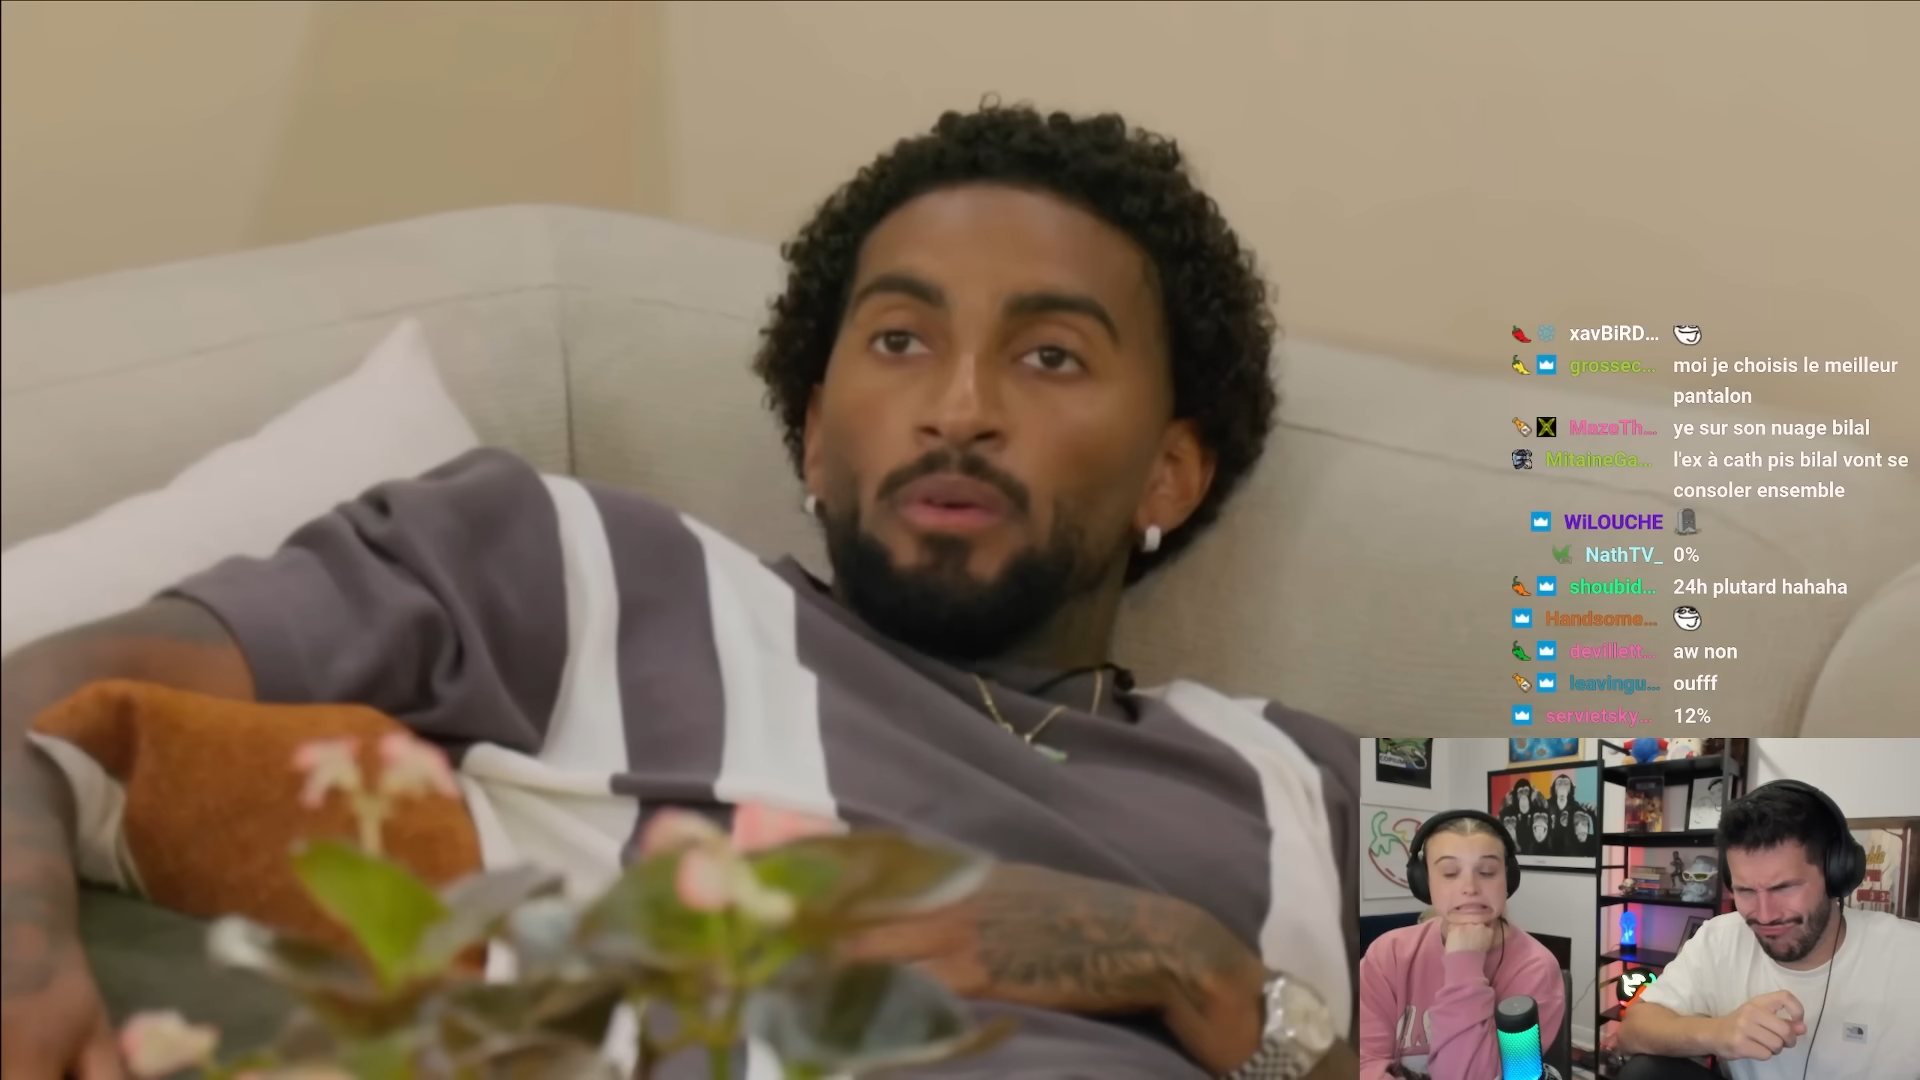 xavBiRD...
grossec... moi je choisis le meilleur
pantalon
MazeTh... ye sur son nuage bilal
MitaineGa... l'ex à cath pis bilal vont se
consoler ensemble
WiLOUCHE
NathTV_ 0%
shoubid... 24h plutard hahaha
Handsome...
devillett... aw non
leavingu... oufff
servietsky... 12%